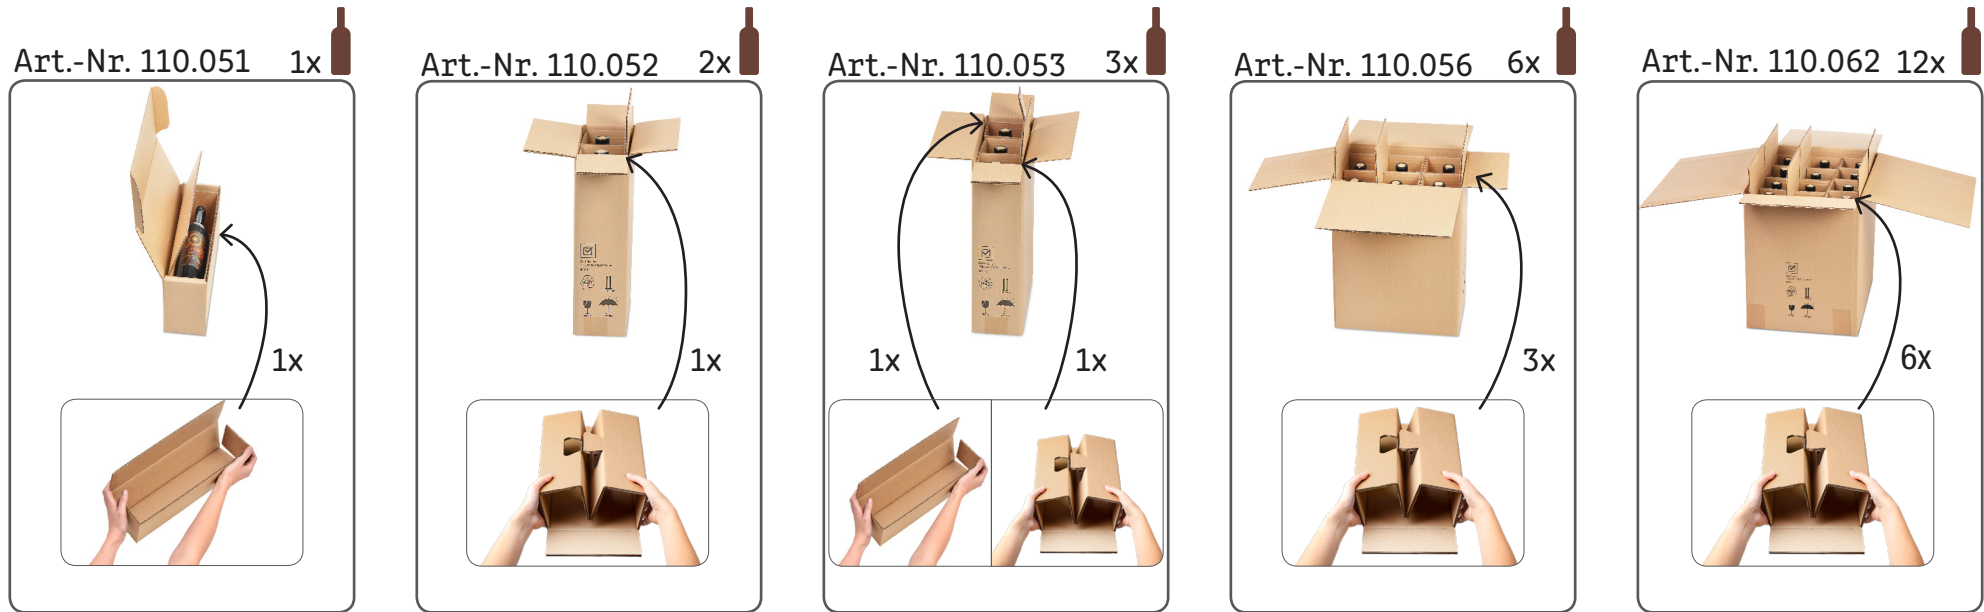 Art.-Nr. 110.051 1x
Art.-Nr. 110.052 2x
Art.-Nr. 110.053 3x
Art.-Nr. 110.056 6x
Art.-Nr. 110.062 12x
1x
1x
1x
1x
3x
6x